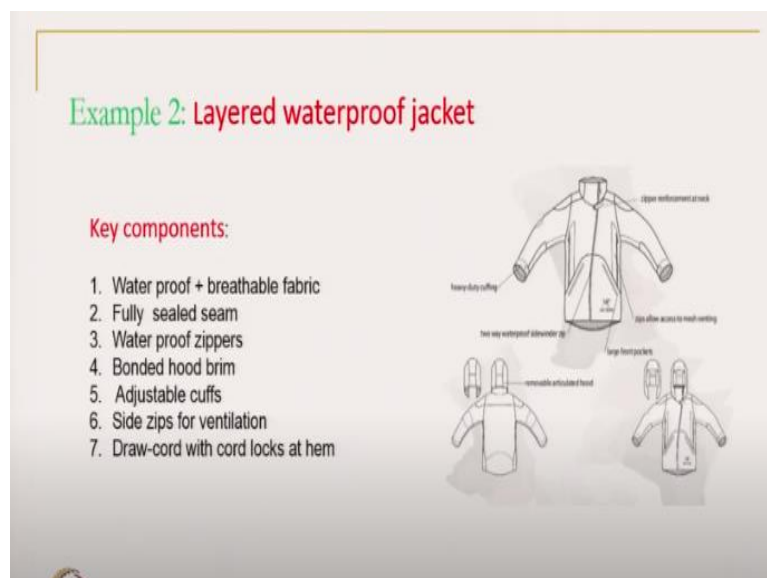 Example 2: Layered waterproof jacket
Key components:
1. Water proof + breathable fabric
2. Fully sealed seam
3. Water proof zippers
4. Bonded hood brim
5. Adjustable cuffs
6. Side zips for ventilation
7. Draw-cord with cord locks at hem
zipper reinforcement at neck
heavy duty cuffing
zips allow access to mesh venting
two way waterproof sidewinder zip
large front pockets
removable articulated hood